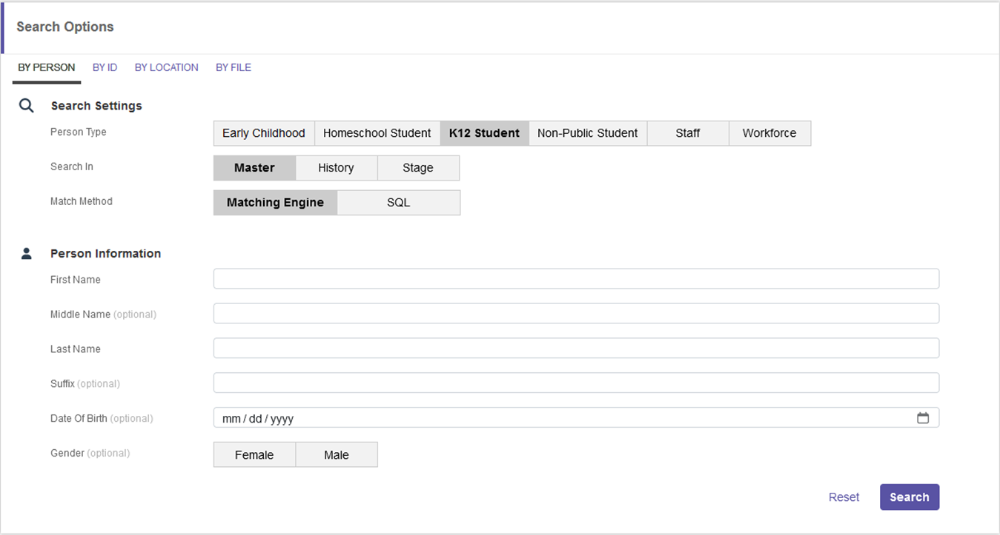 Search Options
BY PERSON BY ID BY LOCATION BY FILE
Search Settings
Person Type Early Childhood Homeschool Student K12 Student Non-Public Student Staff Workforce
Search In Master History Stage
Match Method Matching Engine SQL
Person Information
First Name
Middle Name (optional)
Last Name
Suffix (optional)
Date Of Birth (optional) mm / dd / yyyy
Gender (optional) Female Male
Reset Search